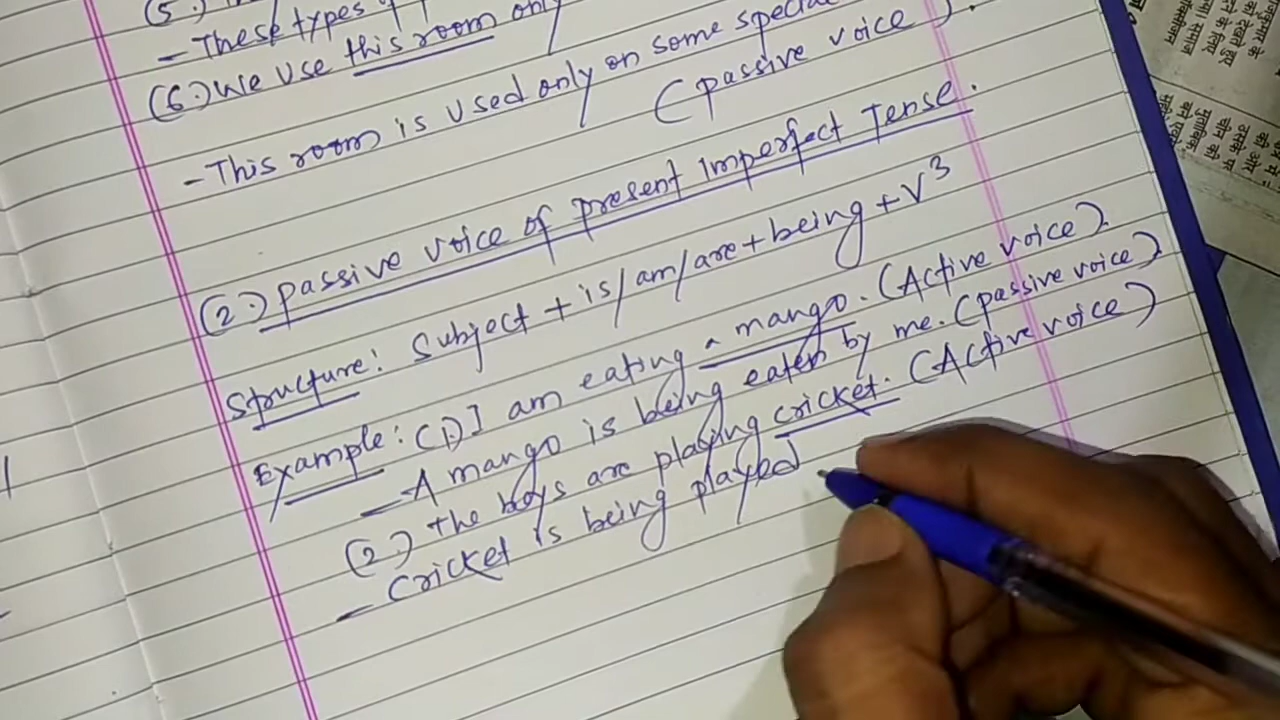 (5.)
- These types
(6.) We use this room only
- This room is used only on some special
(passive voice).
(2.) passive voice of present Imperfect Tense.
Structure: Subject + is/am/are + being + V3
Example: (1.) I am eating a mango. (Active voice).
- A mango is being eaten by me. (passive voice).
(2.) The boys are playing cricket. (Active voice)
- Cricket is being played